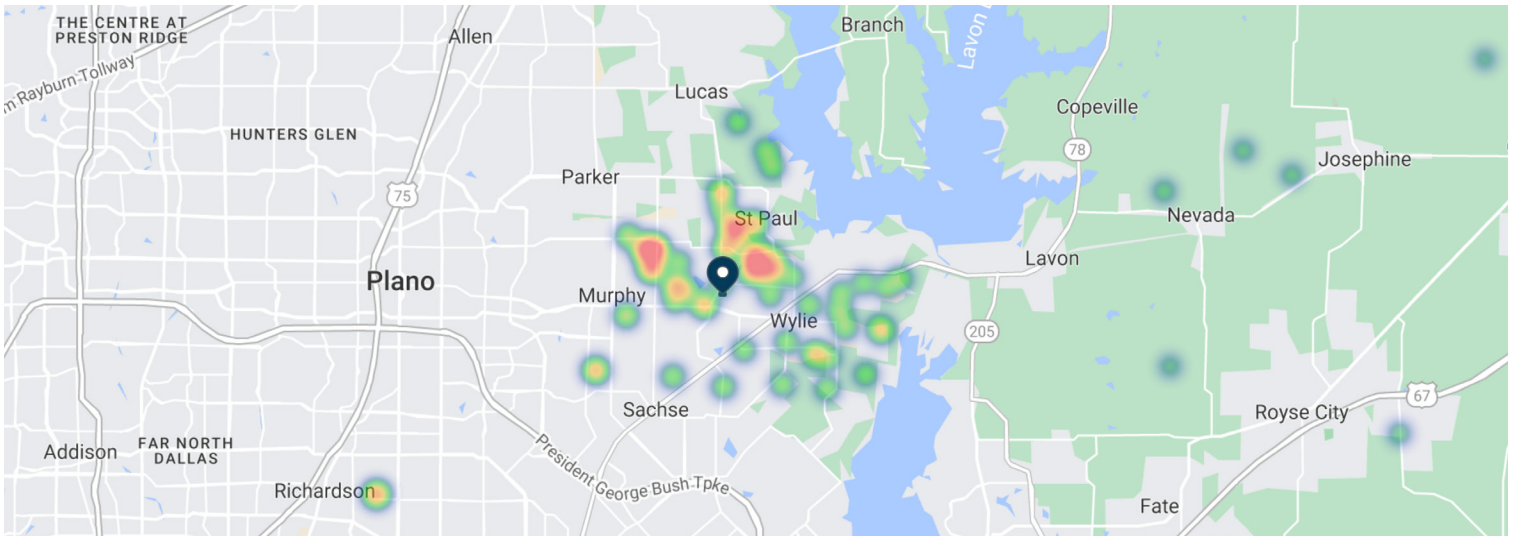 THE CENTRE AT
PRESTON RIDGE
Allen
Branch
Lavon
m Rayburn Tollway
Lucas
Copeville
HUNTERS GLEN
78
Josephine
Parker
75
Nevada
St Paul
Lavon
Plano
Murphy
Wylie
205
67
Sachse
Royse City
Addison
FAR NORTH
DALLAS
President George Bush Tpke
Richardson
Fate